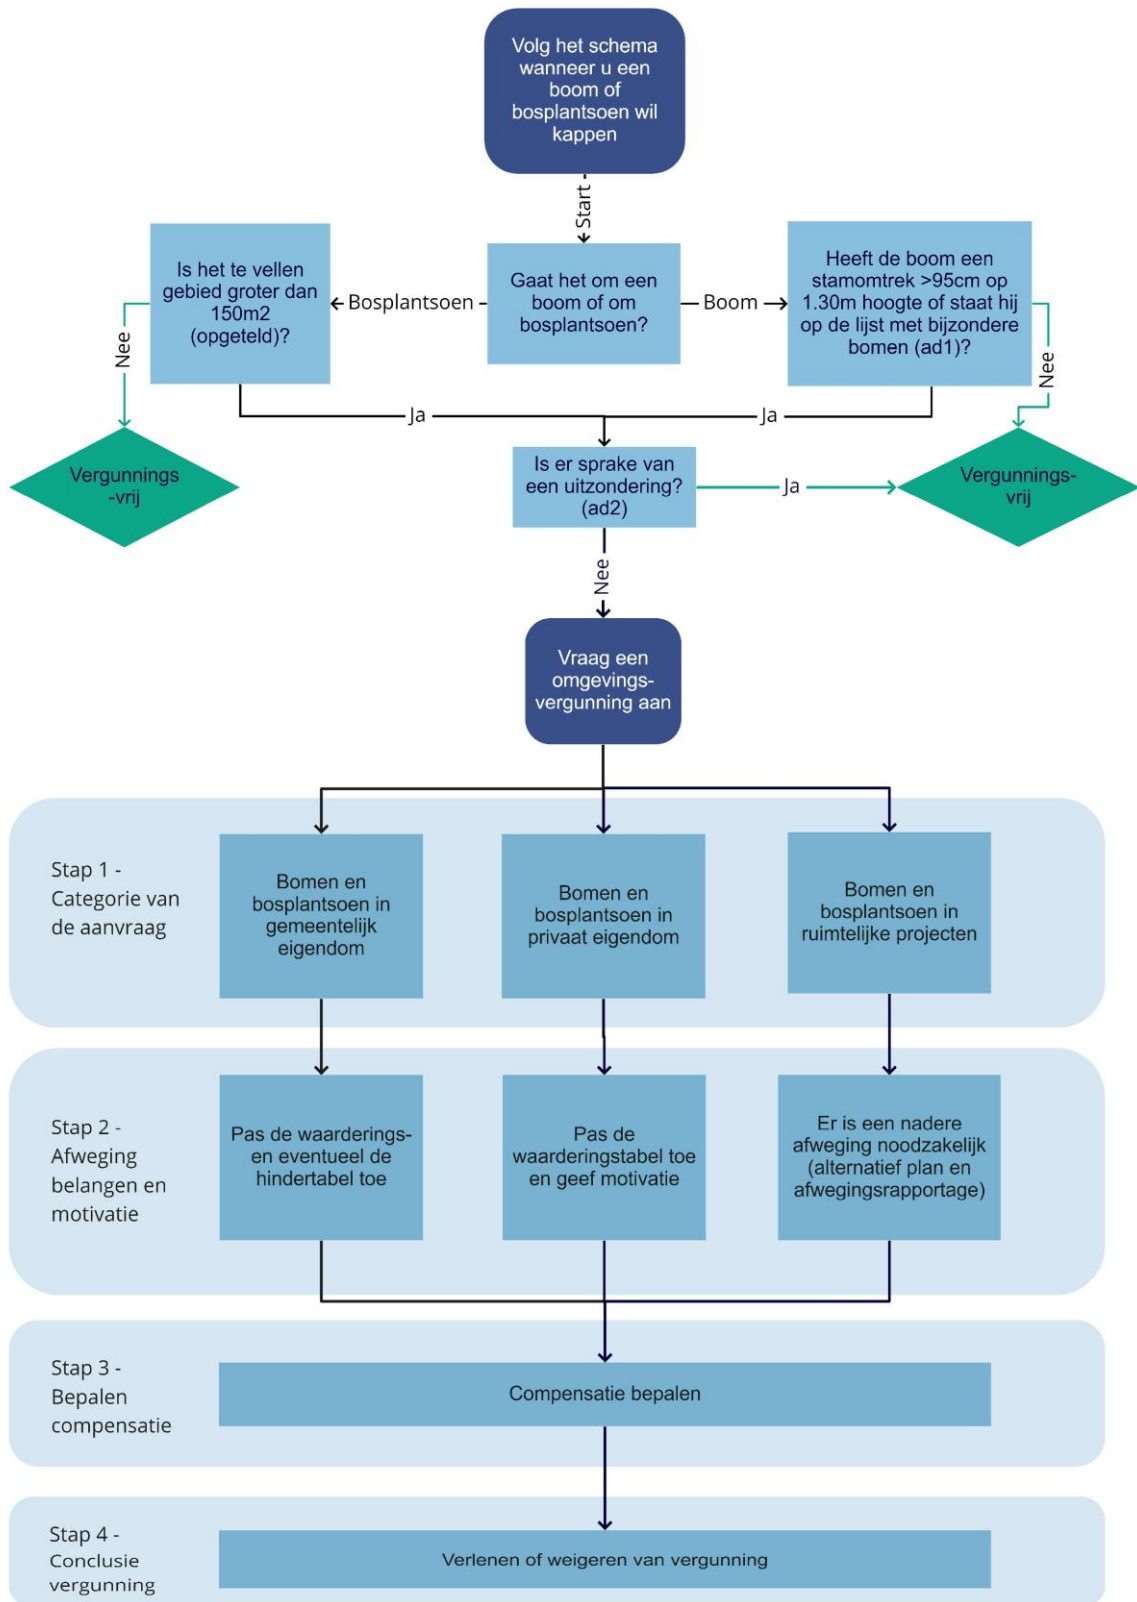 Volg het schema
wanneer u een
boom of
bosplantsoen wil
kappen
Start
Is het te vellen
gebied groter dan
150m2
(opgeteld)?
Bosplantsoen
Gaat het om een
boom of om
bosplantsoen?
Boom
Heeft de boom een
stamomtrek >95cm op
1.30m hoogte of staat hij
op de lijst met bijzondere
bomen (ad1)?
Nee
Nee
Ja
Ja
Vergunnings
-vrij
Is er sprake van
een uitzondering?
(ad2)
Ja
Vergunnings-
vrij
Nee
Vraag een
omgevings-
vergunning aan
Stap 1 -
Categorie van
de aanvraag
Bomen en
bosplantsoen in
gemeentelijk
eigendom
Bomen en
bosplantsoen in
privaat eigendom
Bomen en
bosplantsoen in
ruimtelijke projecten
Stap 2 -
Afweging
belangen en
motivatie
Pas de waarderings-
en eventueel de
hindertabel toe
Pas de
waarderingstabel toe
en geef motivatie
Er is een nadere
afweging noodzakelijk
(alternatief plan en
afwegingsrapportage)
Stap 3 -
Bepalen
compensatie
Compensatie bepalen
Stap 4 -
Conclusie
vergunning
Verlenen of weigeren van vergunning